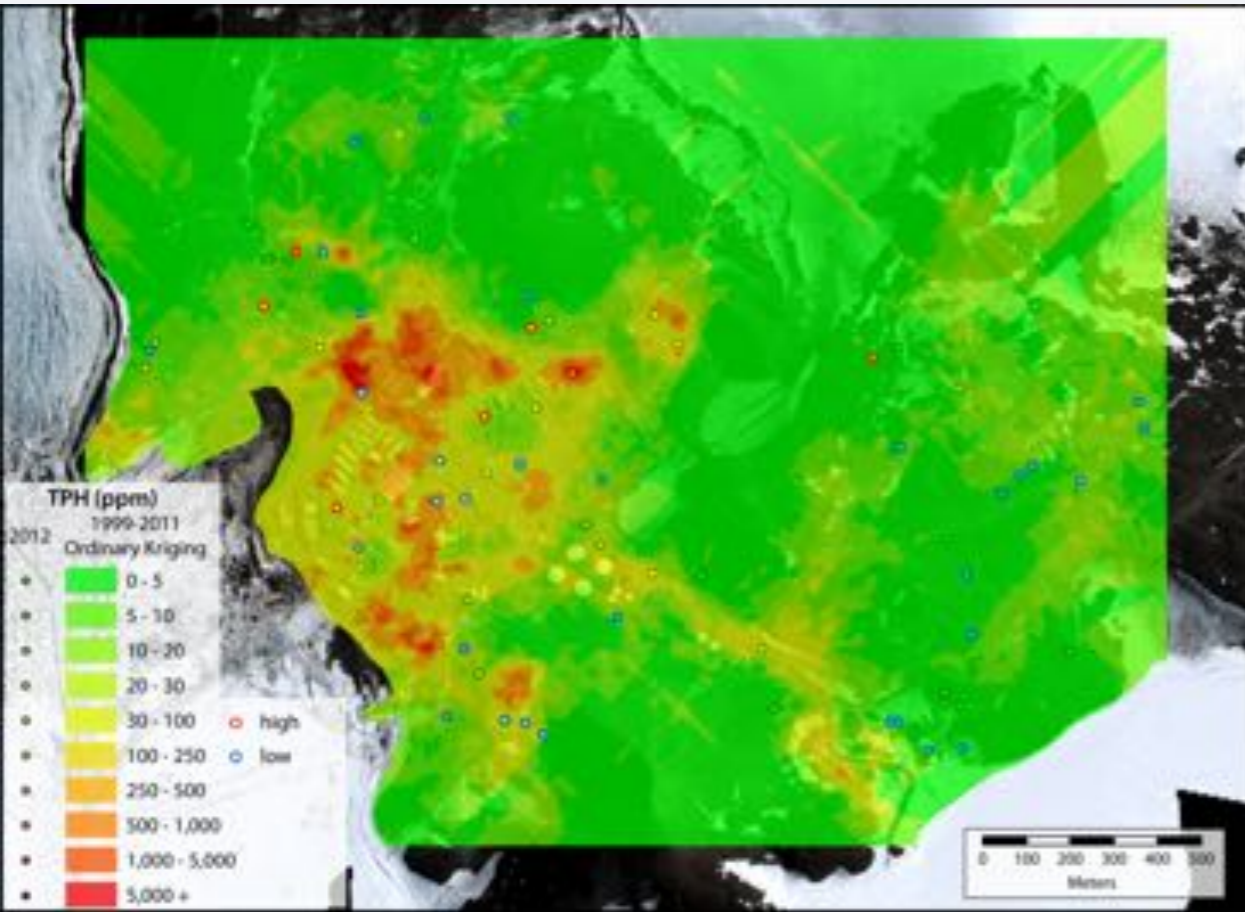 TPH (ppm)
1999-2011
2012
Ordinary Kriging
0 - 5
5 - 10
10 - 20
20 - 30
30 - 100
100 - 250
250 - 500
500 - 1,000
1,000 - 5,000
5,000 +
high
low
0 100 200 300 400 500
Meters